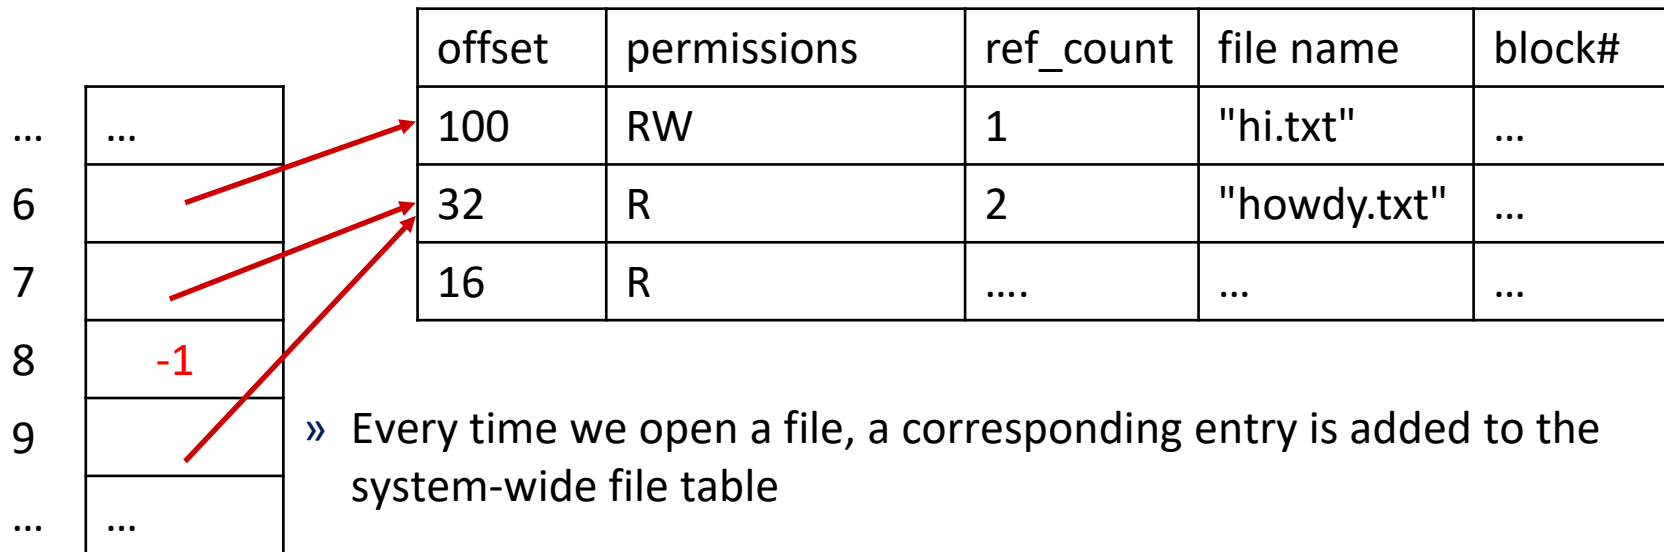 offset permissions ref_count file name block#
… … 100 RW 1 "hi.txt" …
6 32 R 2 "howdy.txt" …
7 16 R …. … …
8 -1
9 » Every time we open a file, a corresponding entry is added to the
system-wide file table
… …